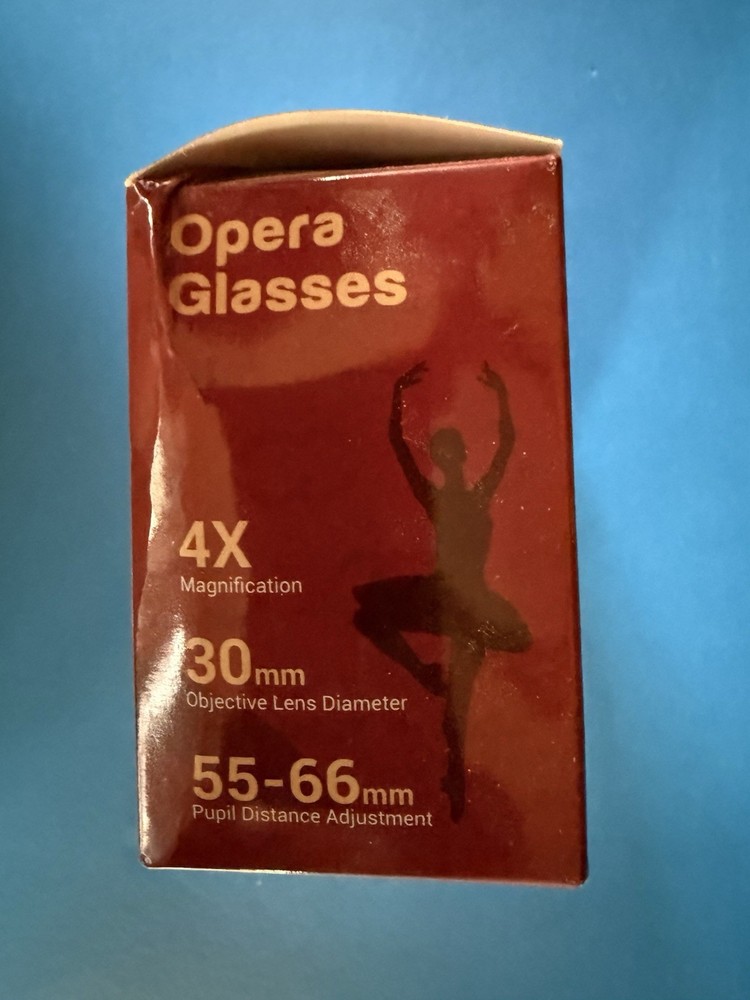 Opera
Glasses
4X
Magnification
30mm
Objective Lens Diameter
55-66mm
Pupil Distance Adjustment